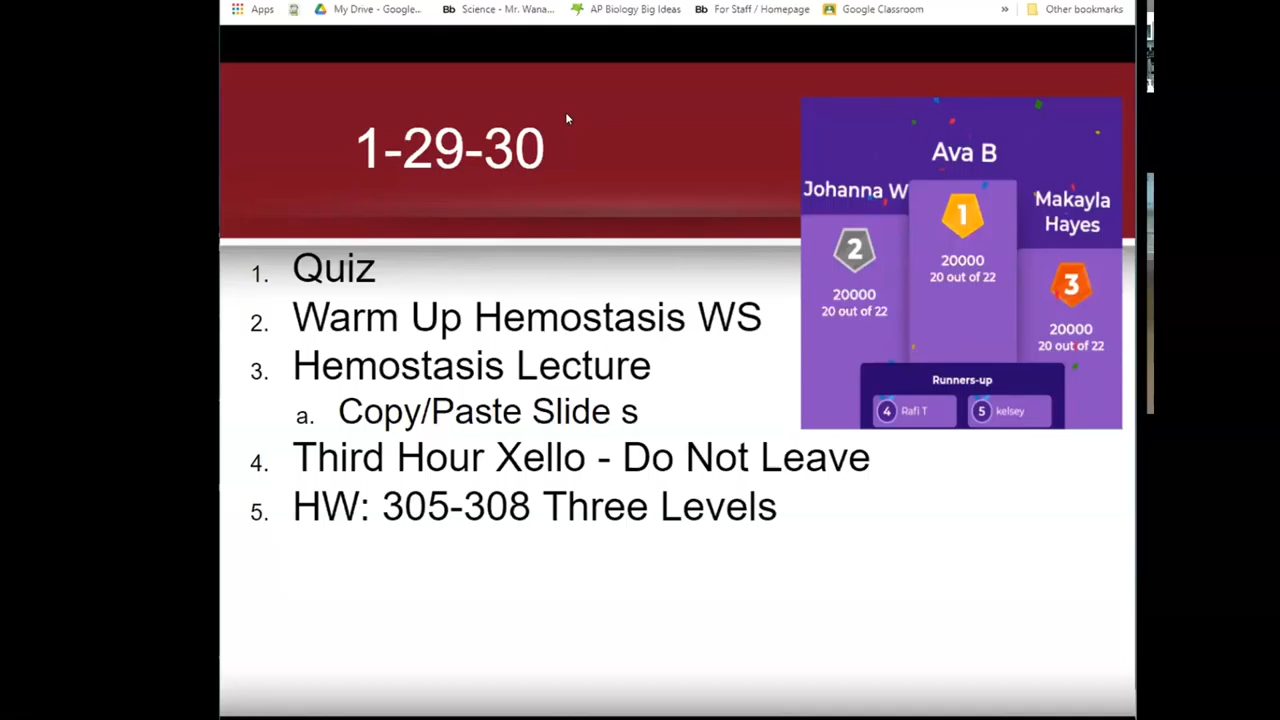 Apps
My Drive - Google...
Bb Science - Mr. Wana...
AP Biology Big Ideas
Bb For Staff / Homepage
Google Classroom
»
Other bookmarks
1-29-30
1. Quiz
2. Warm Up Hemostasis WS
3. Hemostasis Lecture
a. Copy/Paste Slide s
4. Third Hour Xello - Do Not Leave
5. HW: 305-308 Three Levels
Ava B
1
20000
20 out of 22
Johanna W
2
20000
20 out of 22
Makayla
Hayes
3
20000
20 out of 22
Runners-up
4 Rafi T
5 kelsey